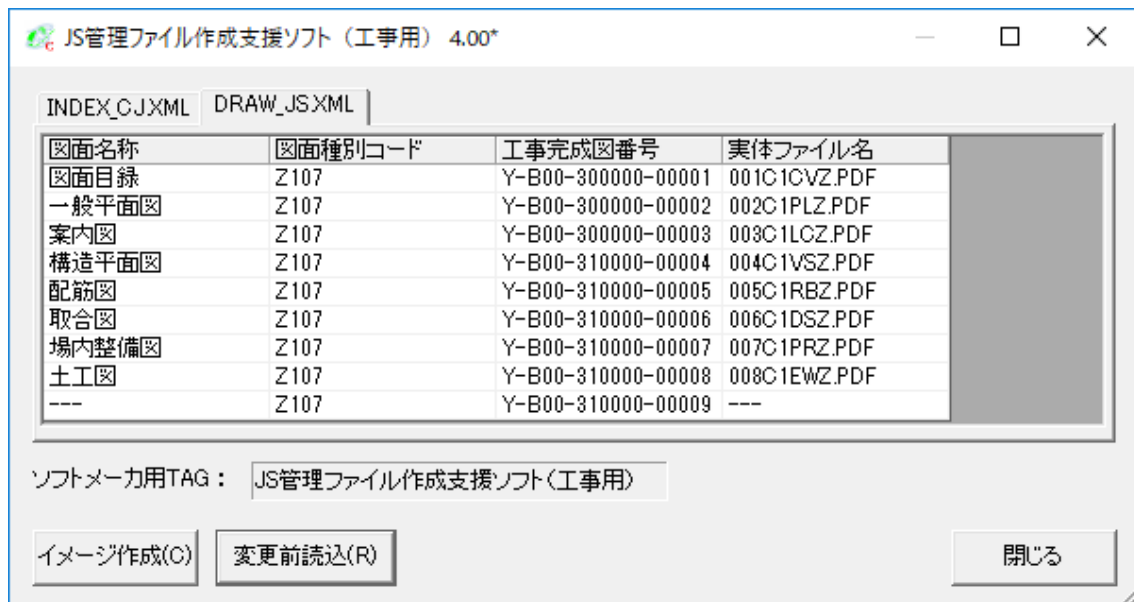 JS管理ファイル作成支援ソフト（工事用） 4.00*
INDEX_CJ.XML DRAW_JS.XML
図面名称 図面種別コード 工事完成図番号 実体ファイル名
図面目録 Z107 Y-B00-300000-00001 001C1CVZ.PDF
一般平面図 Z107 Y-B00-300000-00002 002C1PLZ.PDF
案内図 Z107 Y-B00-300000-00003 003C1LCZ.PDF
構造平面図 Z107 Y-B00-310000-00004 004C1VSZ.PDF
配筋図 Z107 Y-B00-310000-00005 005C1RBZ.PDF
取合図 Z107 Y-B00-310000-00006 006C1DSZ.PDF
場内整備図 Z107 Y-B00-310000-00007 007C1PRZ.PDF
土工図 Z107 Y-B00-310000-00008 008C1EWZ.PDF
--- Z107 Y-B00-310000-00009 ---
ソフトメーカ用TAG： JS管理ファイル作成支援ソフト(工事用)
イメージ作成(C) 変更前読込(R) 閉じる